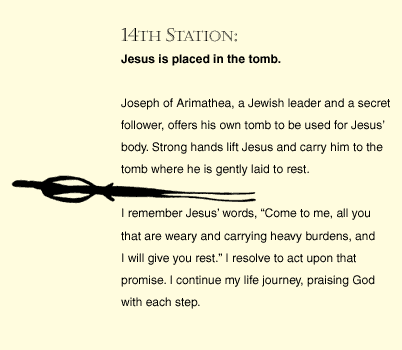 14TH STATION:
Jesus is placed in the tomb.
Joseph of Arimathea, a Jewish leader and a secret
follower, offers his own tomb to be used for Jesus’
body. Strong hands lift Jesus and carry him to the
tomb where he is gently laid to rest.
I remember Jesus’ words, “Come to me, all you
that are weary and carrying heavy burdens, and
I will give you rest.” I resolve to act upon that
promise. I continue my life journey, praising God
with each step.